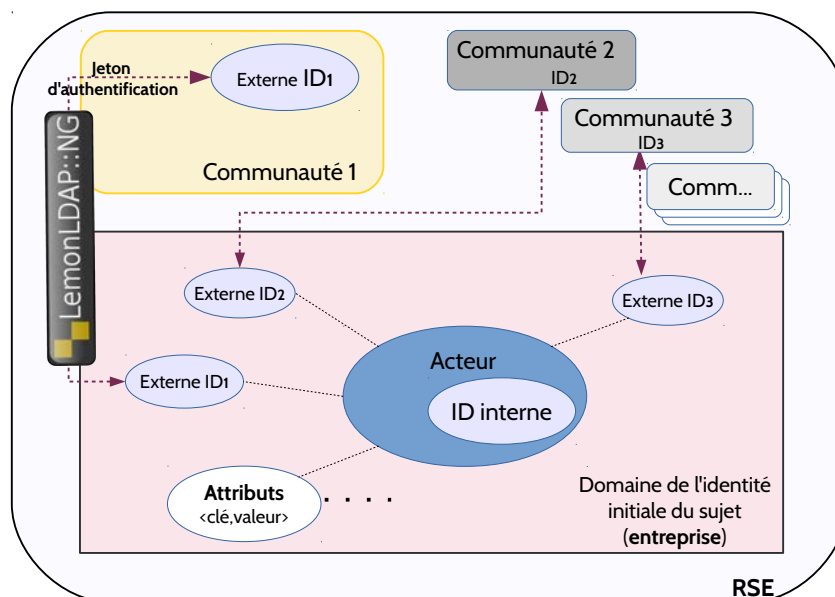 Jeton
d'authentification
Externe ID1
Communauté 1
Communauté 2
ID2
Communauté 3
ID3
Comm...
LemonLDAP::NG
Externe ID2
Externe ID3
Externe ID1
Acteur
ID interne
Attributs
<clé,valeur>
. . . .
Domaine de l'identité
initiale du sujet
(entreprise)
RSE